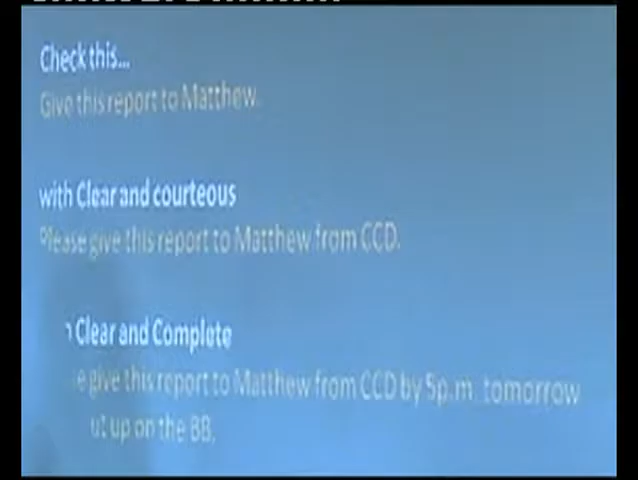 Check this...
Give this report to Matthew.
with Clear and courteous
Please give this report to Matthew from CCD.
Clear and Complete
give this report to Matthew from CCD by 5p.m. tomorrow
up on the BB.